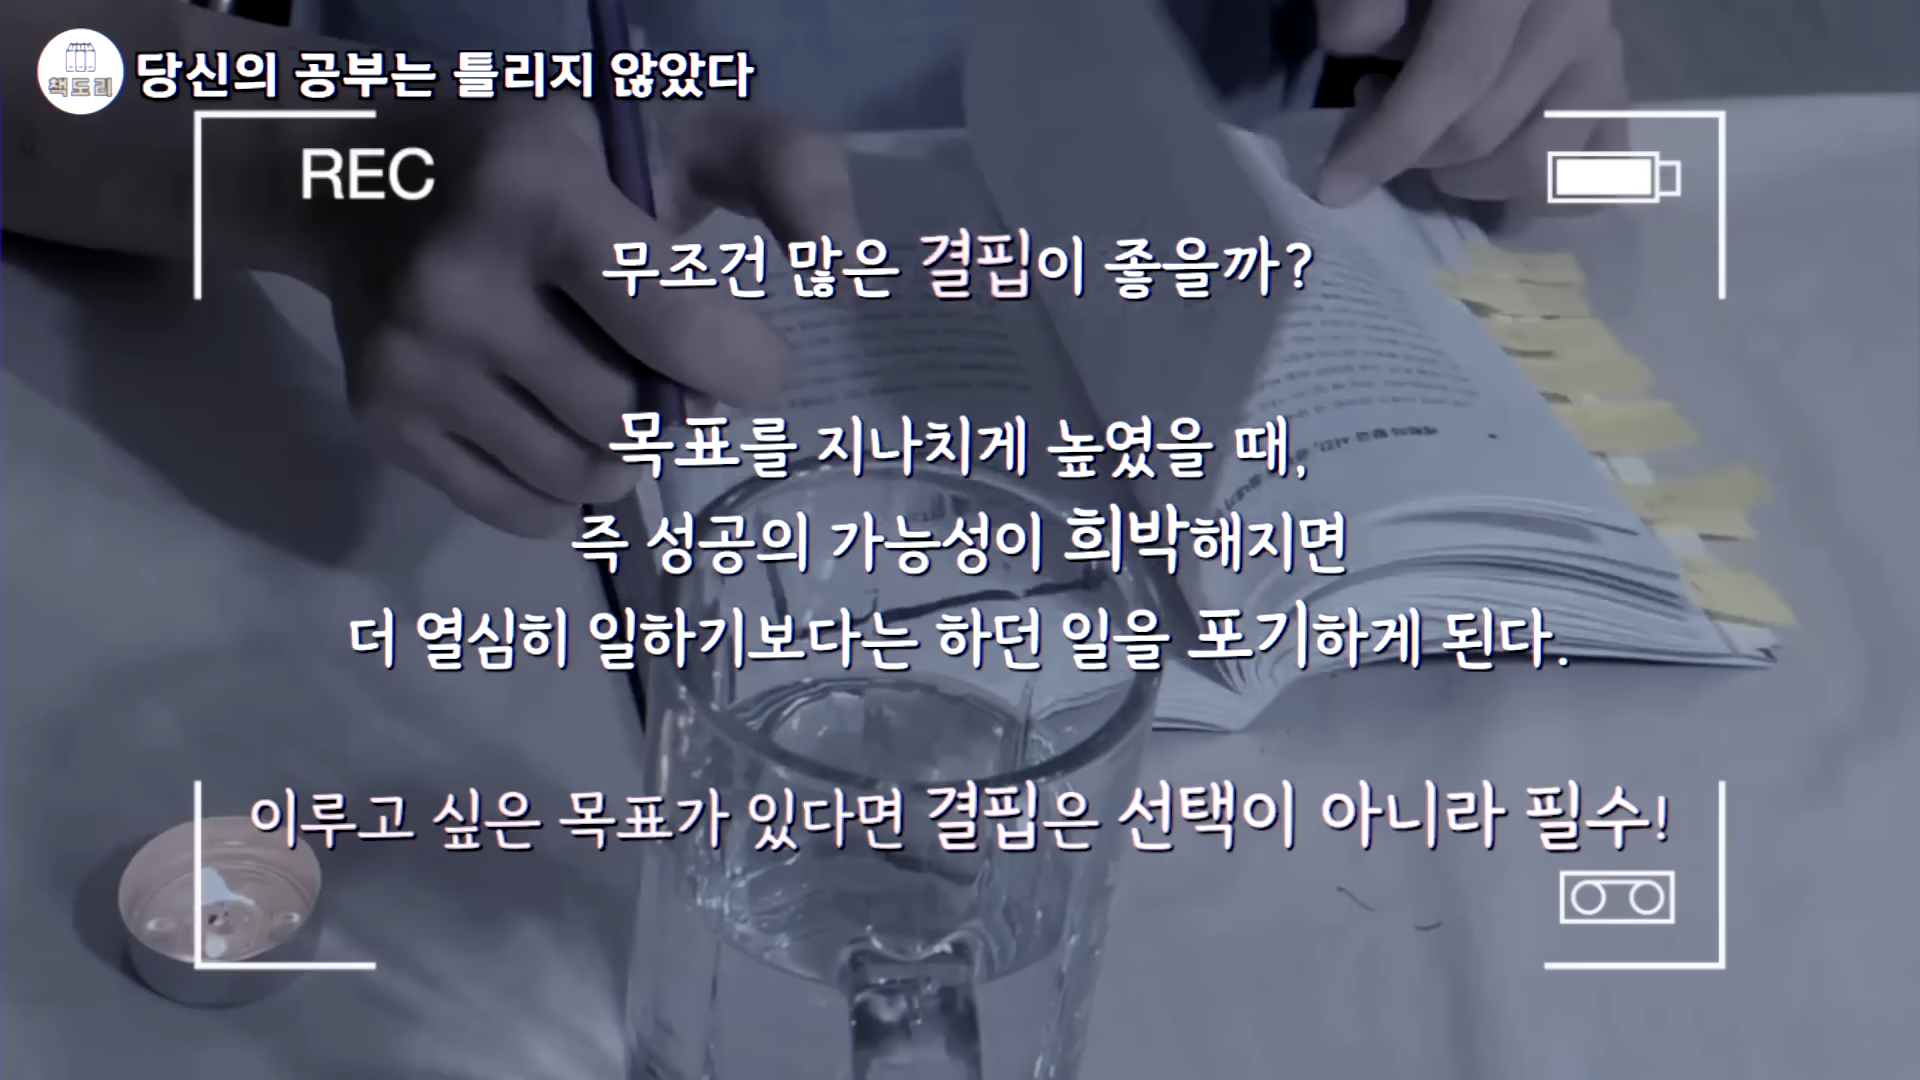 책도리
당신의 공부는 틀리지 않았다
REC
무조건 많은 결핍이 좋을까?
목표를 지나치게 높였을 때,
즉 성공의 가능성이 희박해지면
더 열심히 일하기보다는 하던 일을 포기하게 된다.
이루고 싶은 목표가 있다면 결핍은 선택이 아니라 필수!